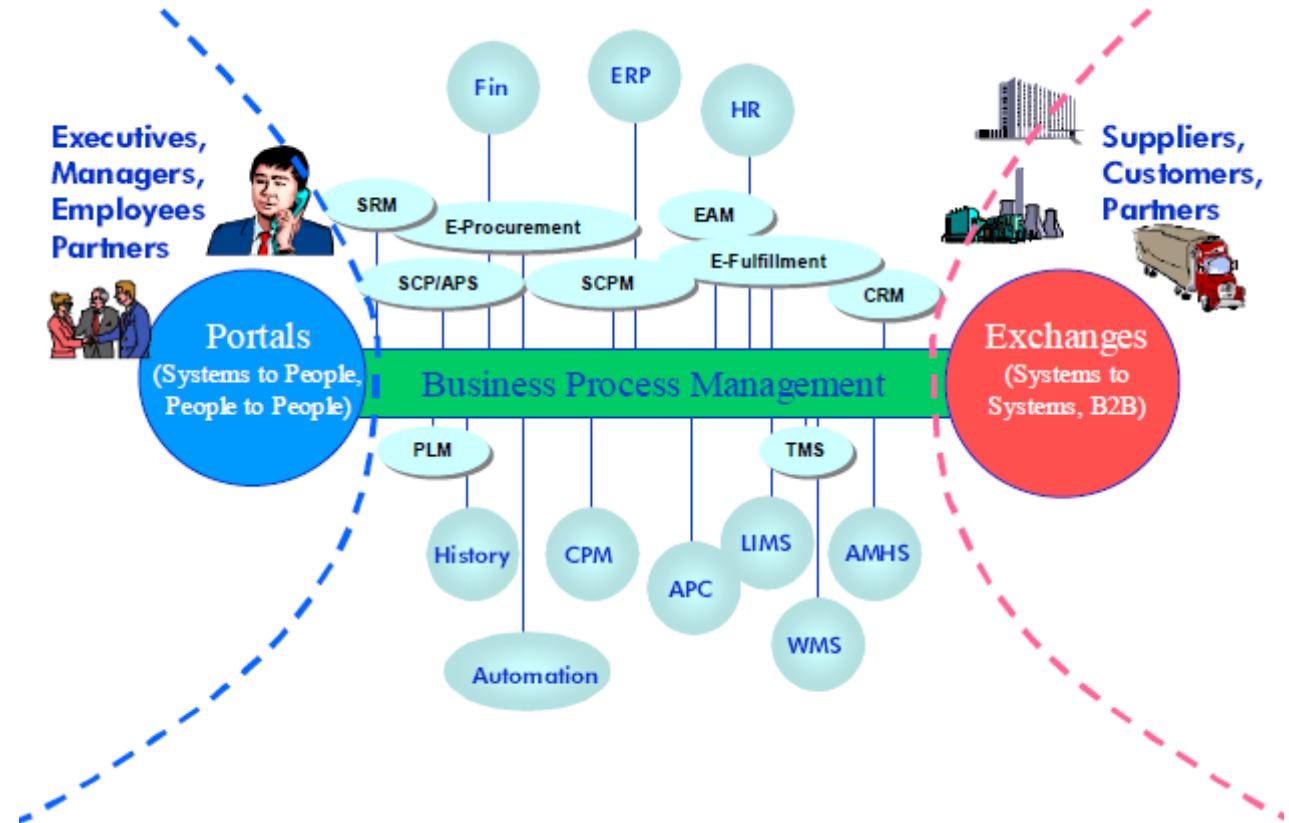 Fin
ERP
HR
Executives,
Managers,
Employees
Partners
Suppliers,
Customers,
Partners
SRM
E-Procurement
EAM
E-Fulfillment
SCP/APS
SCPM
CRM
Portals
(Systems to People,
People to People)
Business Process Management
Exchanges
(Systems to
Systems, B2B)
PLM
TMS
History
CPM
APC
LIMS
AMHS
WMS
Automation